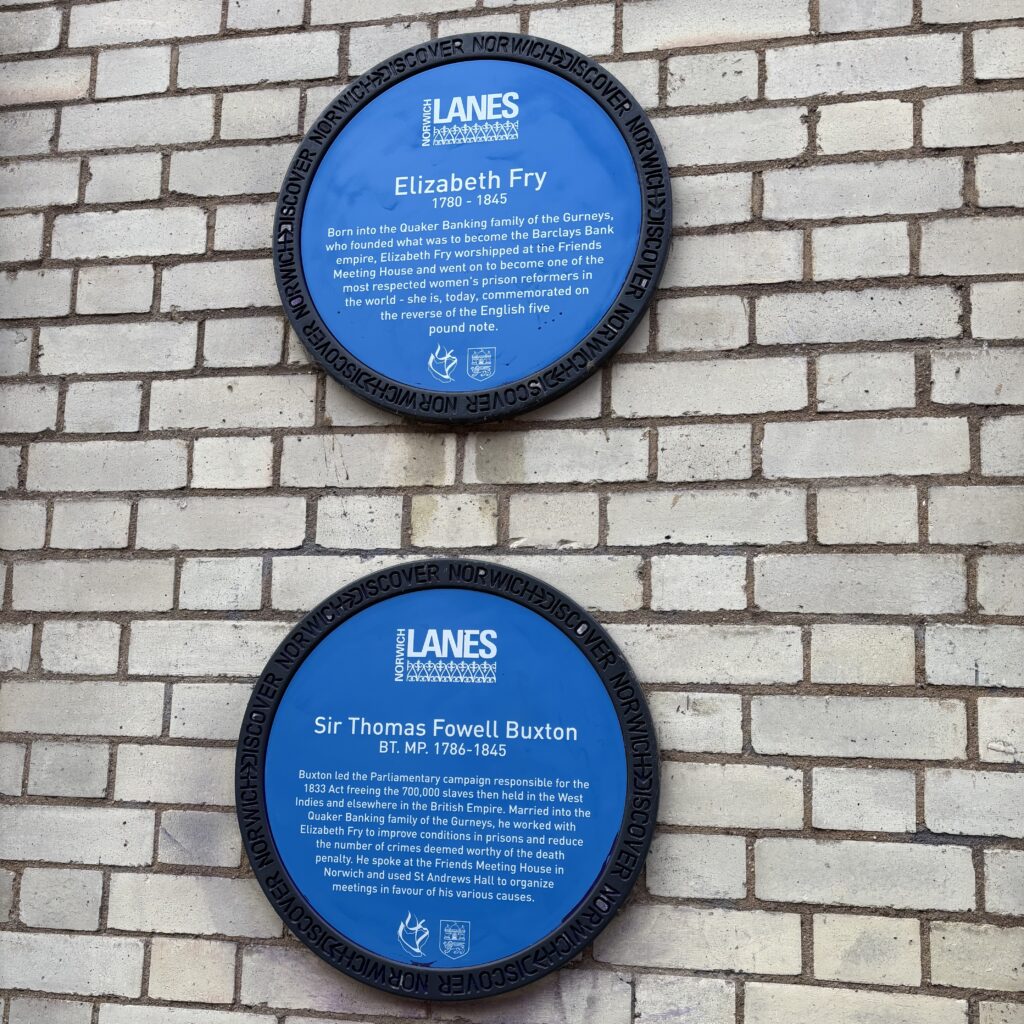 DISCOVER NORWICH>DISCOVER NORWICH>DISCOVER NORWICH>DISCOVER NORWICH>DISCOVER NORWICH>
NORWICH
LANES
Elizabeth Fry
1780 - 1845
Born into the Quaker Banking family of the Gurneys,
who founded what was to become the Barclays Bank
empire, Elizabeth Fry worshipped at the Friends
Meeting House and went on to become one of the
most respected women's prison reformers in
the world - she is, today, commemorated on
the reverse of the English five
pound note.
DISCOVER NORWICH>DISCOVER NORWICH>DISCOVER NORWICH>DISCOVER NORWICH>DISCOVER NORWICH>
NORWICH
LANES
Sir Thomas Fowell Buxton
BT. MP. 1786-1845
Buxton led the Parliamentary campaign responsible for the
1833 Act freeing the 700,000 slaves then held in the West
Indies and elsewhere in the British Empire. Married into the
Quaker Banking family of the Gurneys, he worked with
Elizabeth Fry to improve conditions in prisons and reduce
the number of crimes deemed worthy of the death
penalty. He spoke at the Friends Meeting House in
Norwich and used St Andrews Hall to organize
meetings in favour of his various causes.